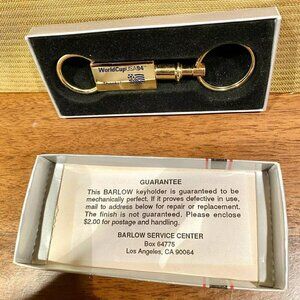 WorldCupUSA94
GUARANTEE
This BARLOW keyholder is guaranteed to be
mechanically perfect. If it proves defective in use,
mail to address below for repair or replacement.
The finish is not guaranteed. Please enclose
$2.00 for postage and handling.
BARLOW SERVICE CENTER
Box 64775
Los Angeles, CA 90064